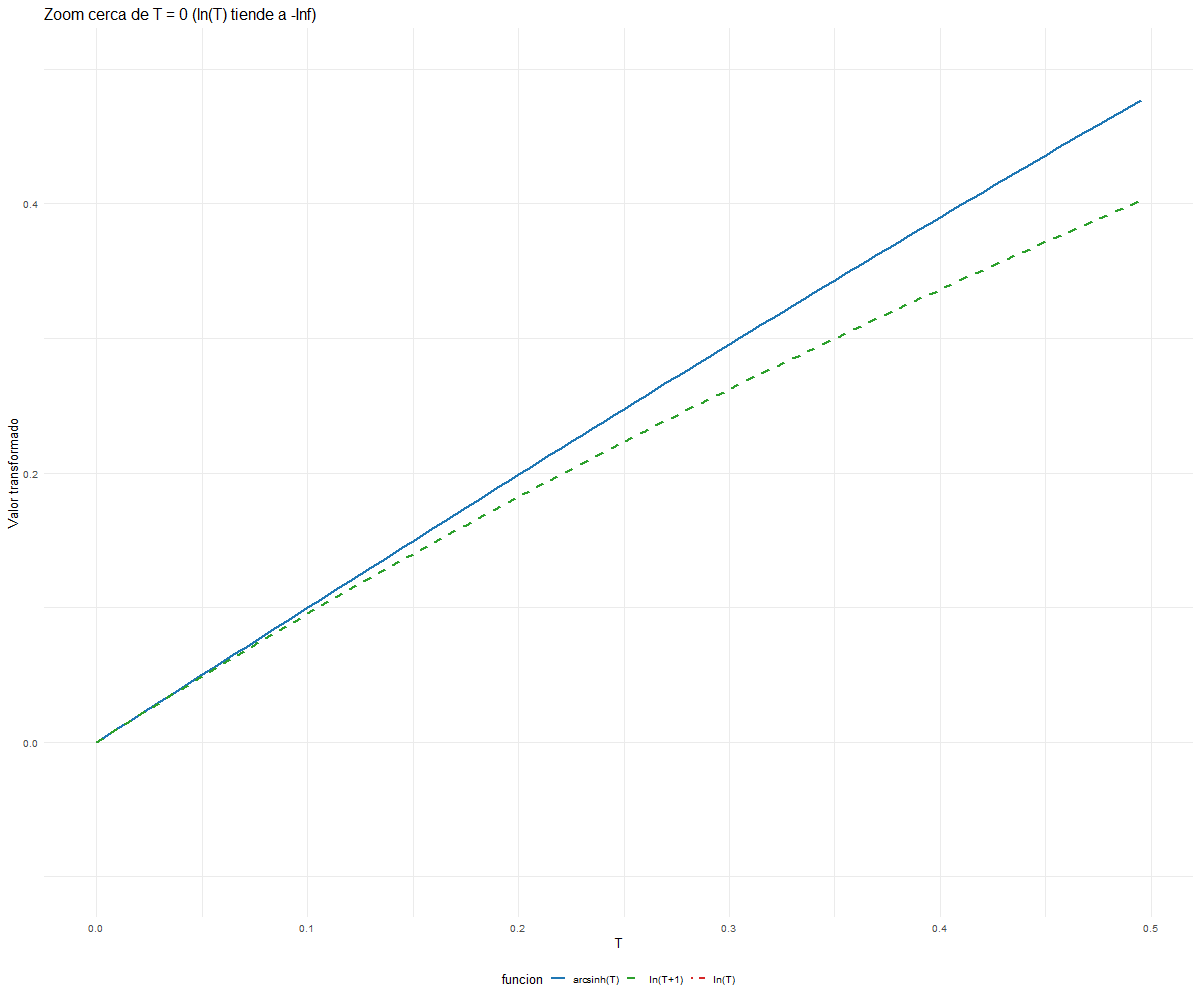 Zoom cerca de T = 0 (ln(T) tiende a -Inf)
Valor transformado
0.4
0.2
0.0
0.0 0.1 0.2 0.3 0.4 0.5
T
funcion arcsinh(T) ln(T+1) ln(T)